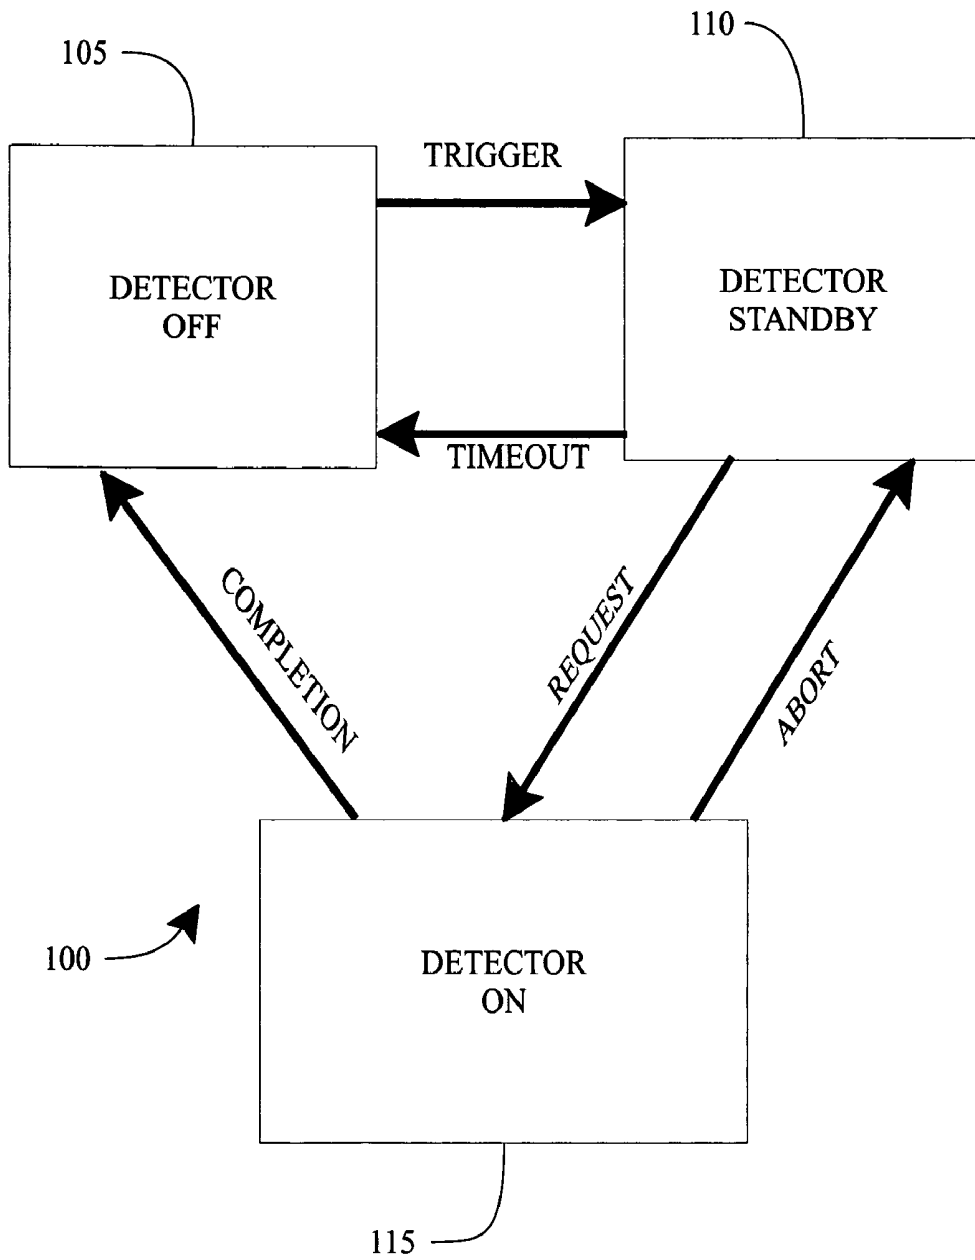 105
110
TRIGGER
DETECTOR
OFF
DETECTOR
STANDBY
TIMEOUT
COMPLETION
REQUEST
ABORT
100
DETECTOR
ON
115